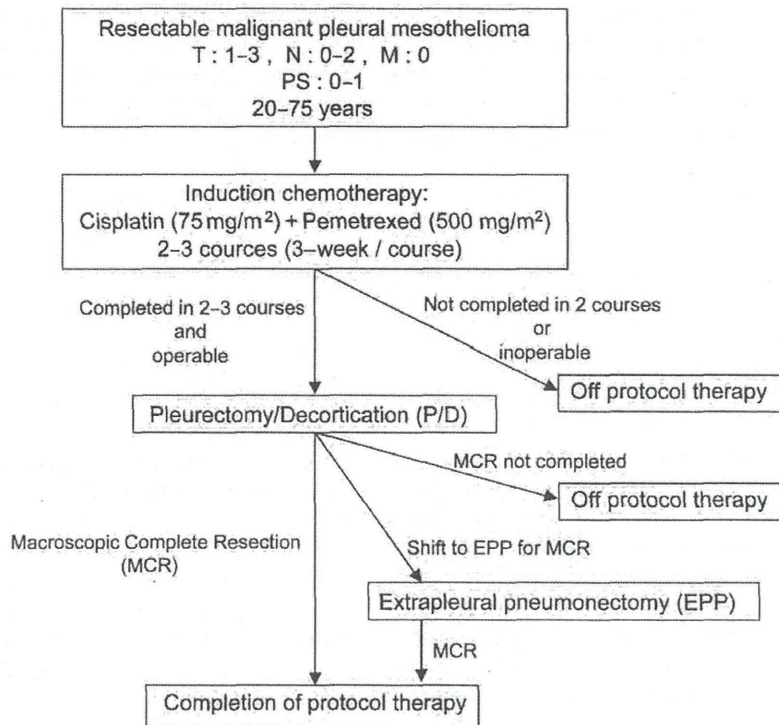 Resectable malignant pleural mesothelioma
T : 1–3 , N : 0–2 , M : 0
PS : 0–1
20–75 years
Induction chemotherapy:
Cisplatin (75 mg/m²) + Pemetrexed (500 mg/m²)
2–3 cources (3–week / course)
Completed in 2–3 courses
and
operable
Not completed in 2 courses
or
inoperable
Off protocol therapy
Pleurectomy/Decortication (P/D)
MCR not completed
Off protocol therapy
Macroscopic Complete Resection
(MCR)
Shift to EPP for MCR
Extrapleural pneumonectomy (EPP)
MCR
Completion of protocol therapy